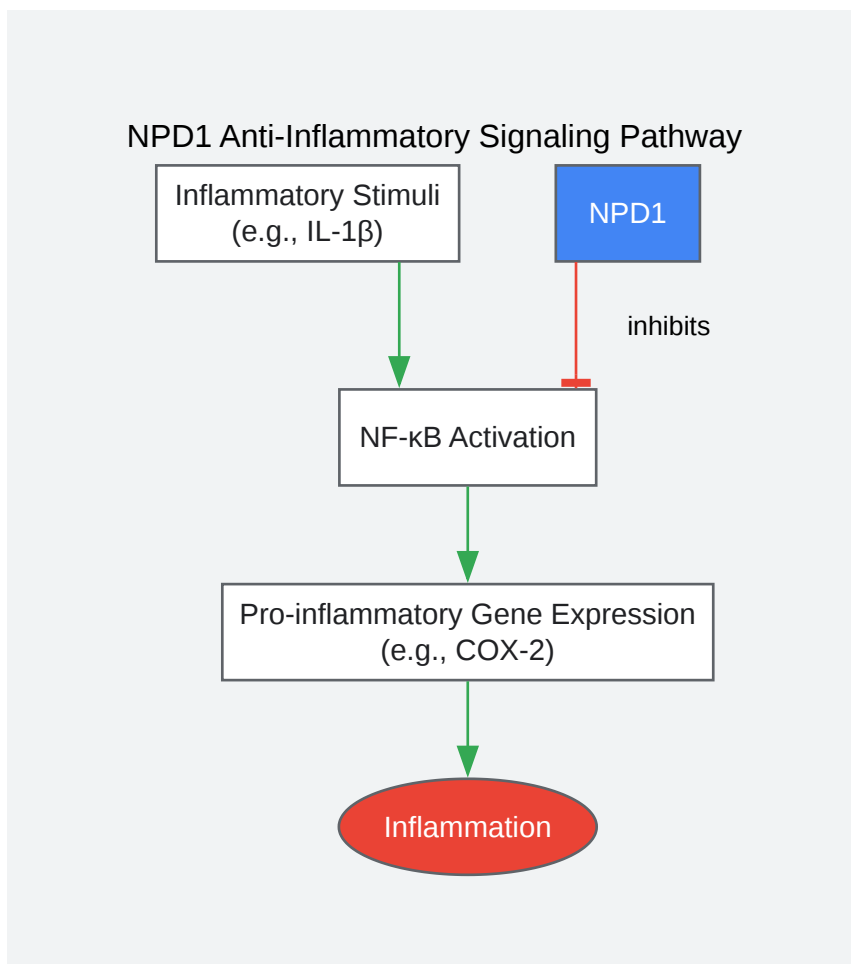 NPD1 Anti-Inflammatory Signaling Pathway
Inflammatory Stimuli
(e.g., IL-1β)
NPD1
inhibits
NF-κB Activation
Pro-inflammatory Gene Expression
(e.g., COX-2)
Inflammation